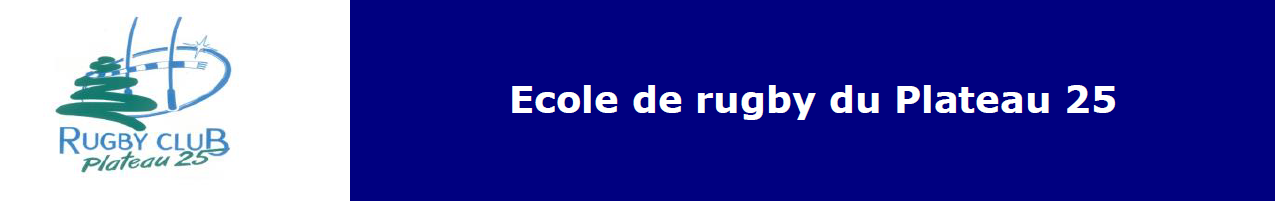 RUGBY CLUB
Plateau 25
Ecole de rugby du Plateau 25